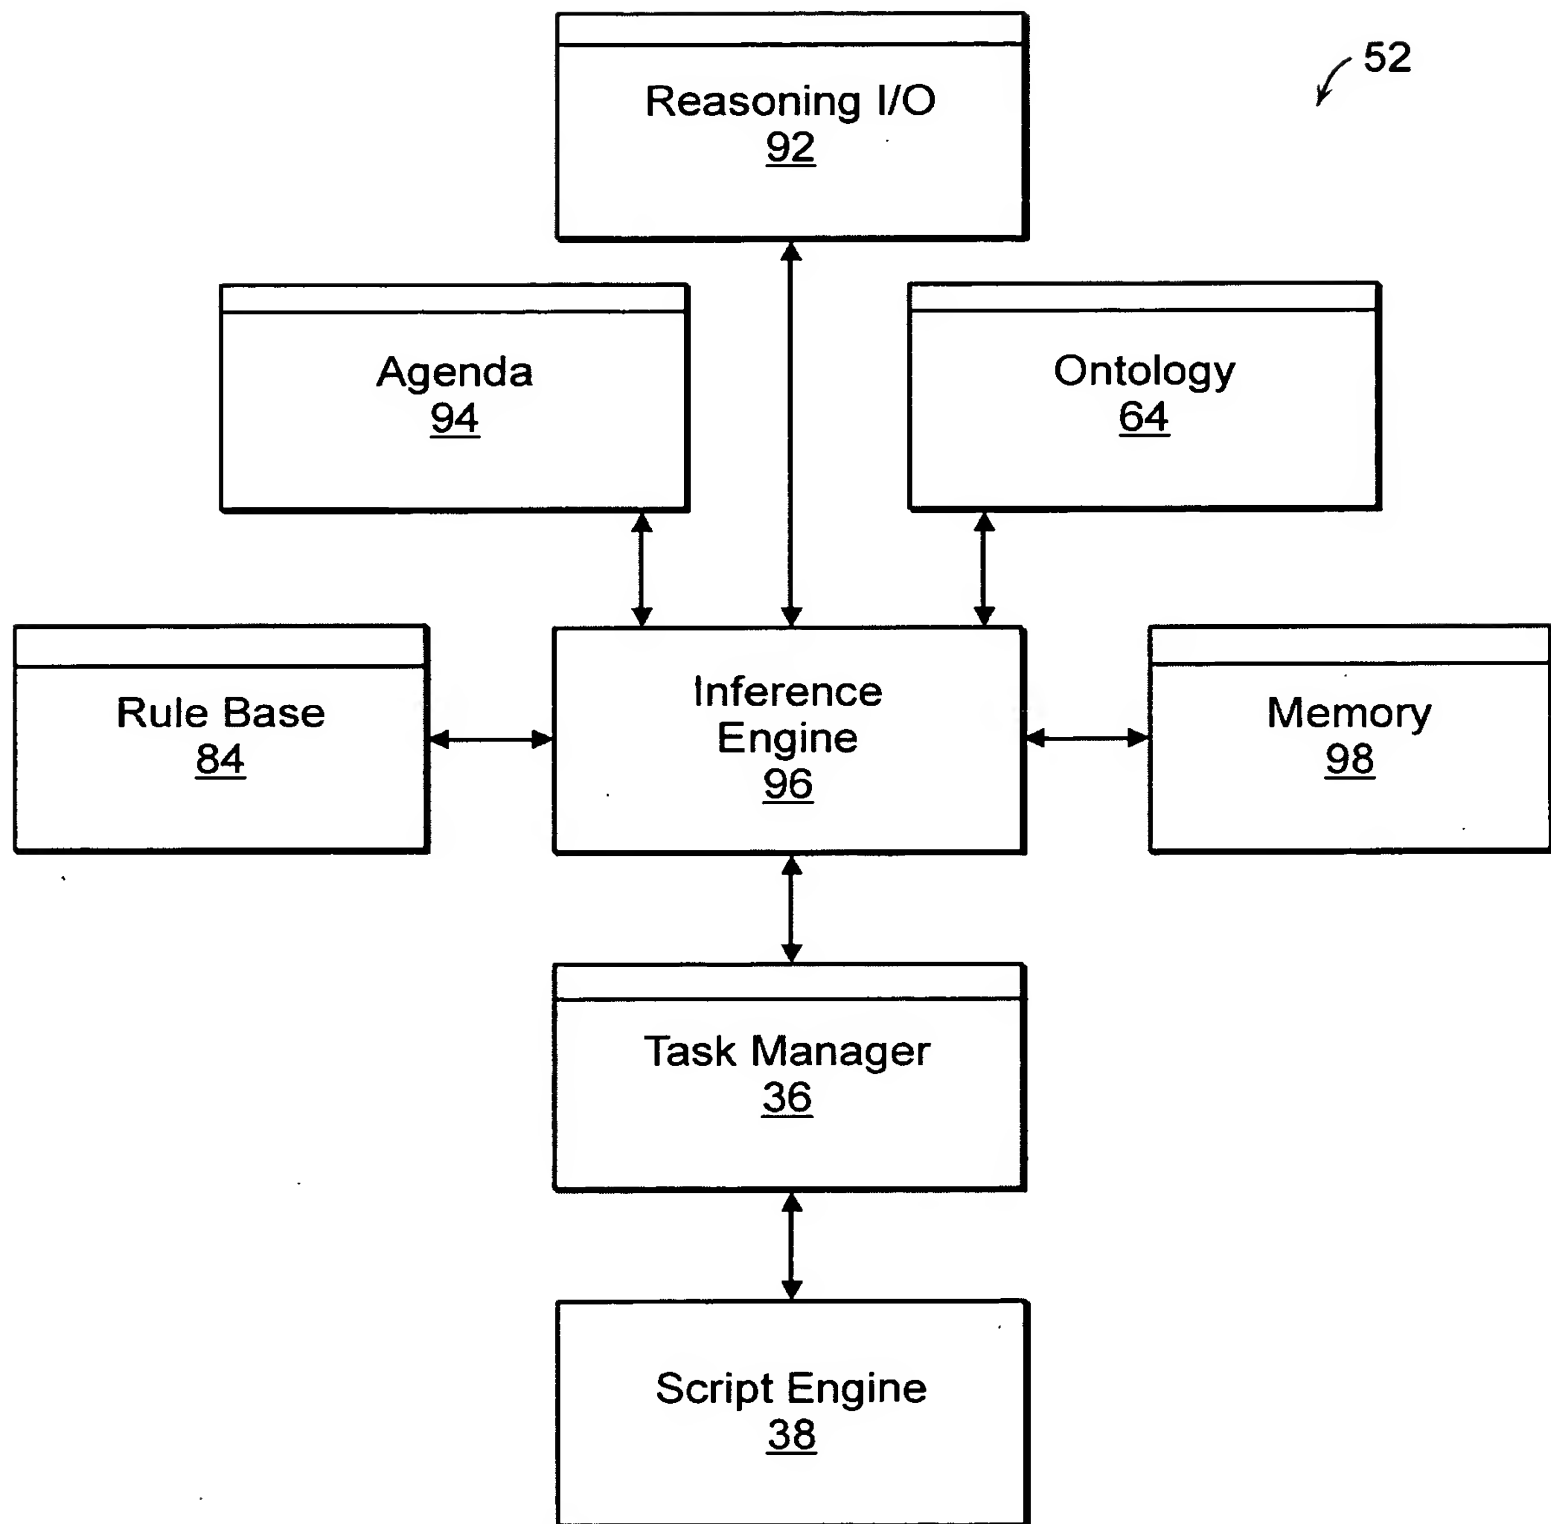 52
Reasoning I/O
92
Agenda
94
Ontology
64
Rule Base
84
Inference
Engine
96
Memory
98
Task Manager
36
Script Engine
38